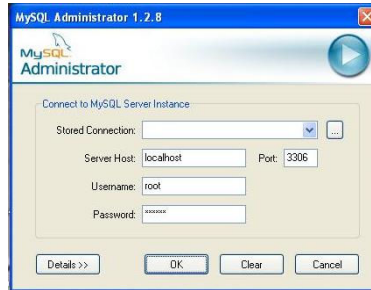 MySQL Administrator 1.2.8
MySQL
Administrator
Connect to MySQL Server Instance
Stored Connection:
...
Server Host: localhost Port: 3306
Username: root
Password: xxxxxx
Details >> OK Clear Cancel